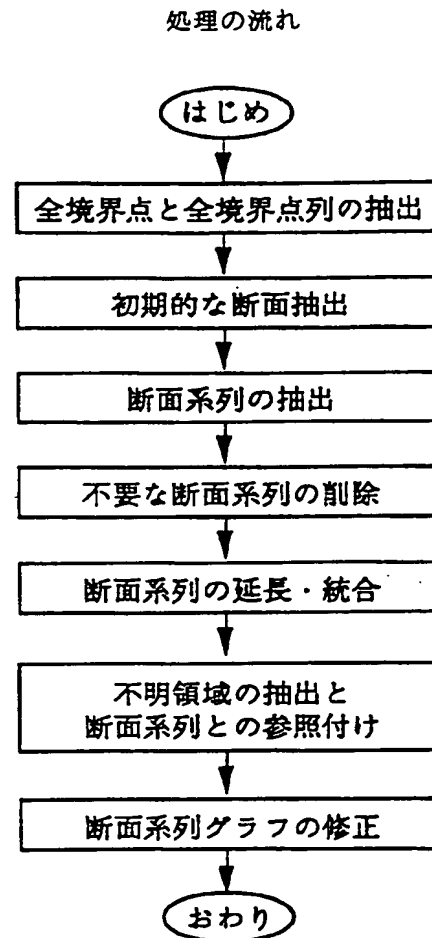 処理の流れ
はじめ
全境界点と全境界点列の抽出
初期的な断面抽出
断面系列の抽出
不要な断面系列の削除
断面系列の延長・統合
不明領域の抽出と
断面系列との参照付け
断面系列グラフの修正
おわり